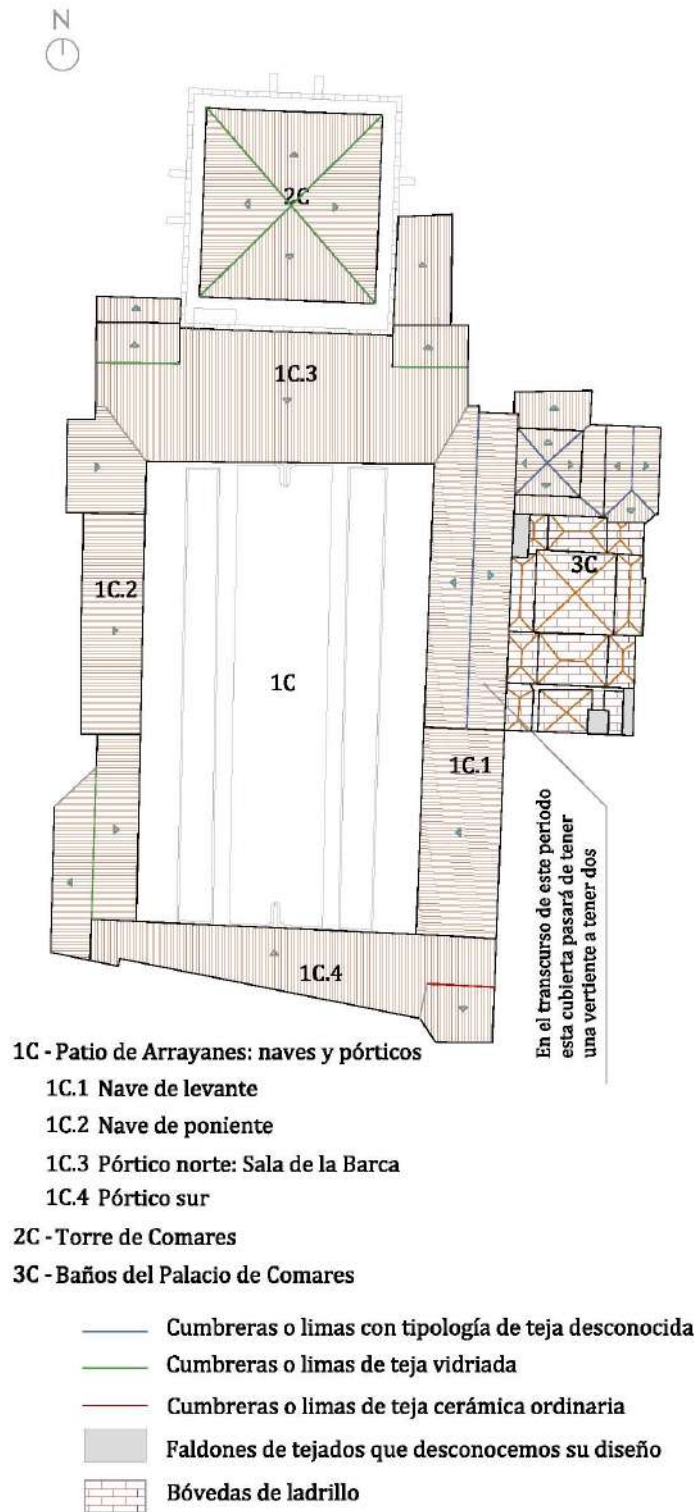 N
2C
1C.3
3C
1C.2
1C
1C.1
1C.4
En el transcurso de este periodo
esta cubierta pasará de tener
una vertiente a tener dos
1C - Patio de Arrayanes: naves y pórticos
1C.1 Nave de levante
1C.2 Nave de poniente
1C.3 Pórtico norte: Sala de la Barca
1C.4 Pórtico sur
2C - Torre de Comares
3C - Baños del Palacio de Comares
Cumbreras o limas con tipología de teja desconocida
Cumbreras o limas de teja vidriada
Cumbreras o limas de teja cerámica ordinaria
Faldones de tejados que desconocemos su diseño
Bóvedas de ladrillo